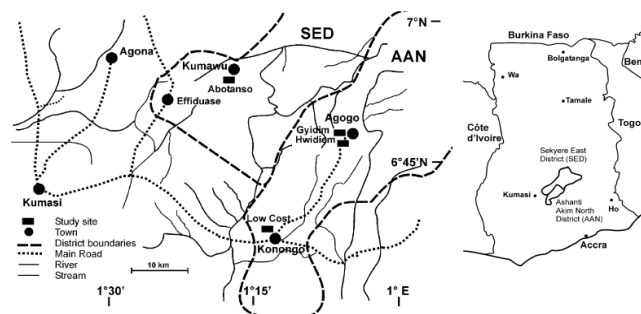 7°N
SED
AAN
Agona
Kumawu
Abotanso
Effiduase
Agogo
Gyidim
Hwidiem
6°45'N
Kumasi
Low Cost
Konongo
Study site
Town
District boundaries
Main Road
River
Stream
10 km
1°30'
1°15'
1° E
Burkina Faso
Bolgatanga
Wa
Ben
Tamale
Togo
Côte
d'Ivoire
Sekyere East
District (SED)
Kumasi
Ashanti
Akim North
District (AAN)
Ho
Accra